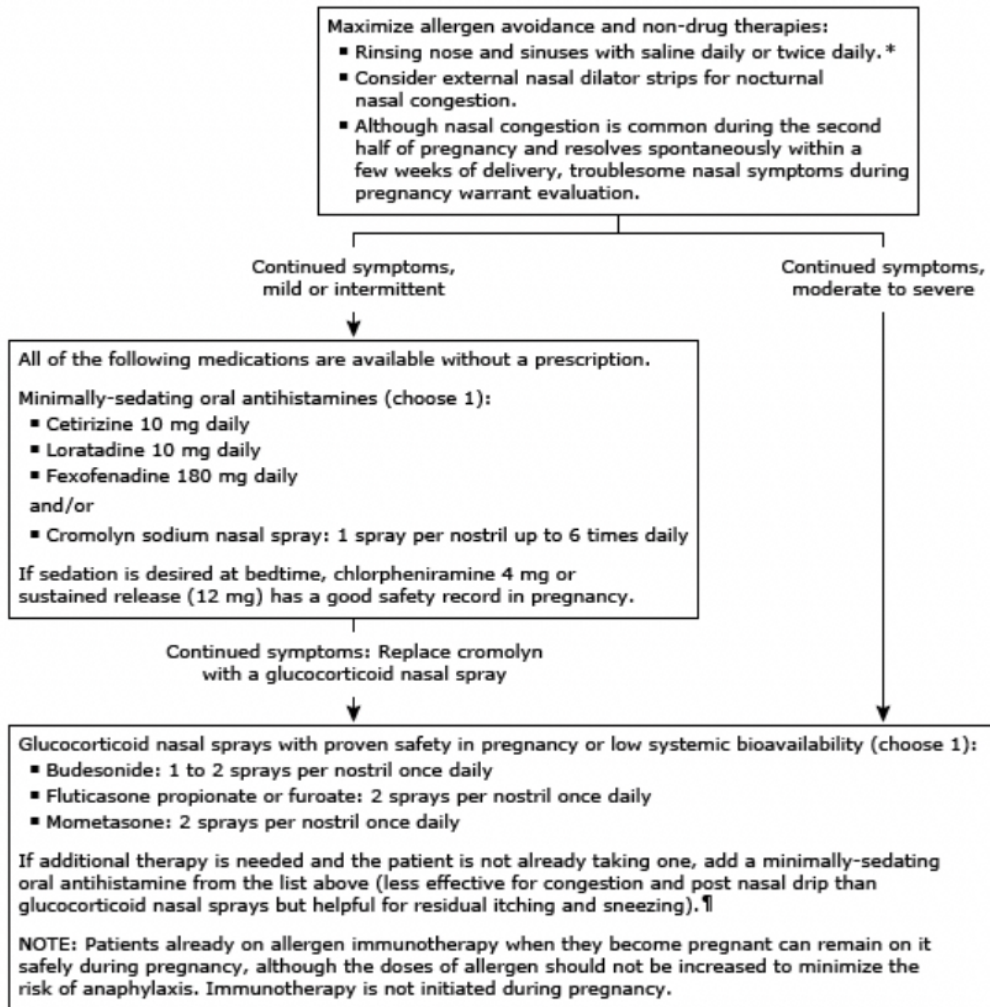 Maximize allergen avoidance and non-drug therapies:
▪ Rinsing nose and sinuses with saline daily or twice daily.*
▪ Consider external nasal dilator strips for nocturnal
nasal congestion.
▪ Although nasal congestion is common during the second
half of pregnancy and resolves spontaneously within a
few weeks of delivery, troublesome nasal symptoms during
pregnancy warrant evaluation.
Continued symptoms,
mild or intermittent
Continued symptoms,
moderate to severe
All of the following medications are available without a prescription.
Minimally-sedating oral antihistamines (choose 1):
▪ Cetirizine 10 mg daily
▪ Loratadine 10 mg daily
▪ Fexofenadine 180 mg daily
and/or
▪ Cromolyn sodium nasal spray: 1 spray per nostril up to 6 times daily
If sedation is desired at bedtime, chlorpheniramine 4 mg or
sustained release (12 mg) has a good safety record in pregnancy.
Continued symptoms: Replace cromolyn
with a glucocorticoid nasal spray
Glucocorticoid nasal sprays with proven safety in pregnancy or low systemic bioavailability (choose 1):
▪ Budesonide: 1 to 2 sprays per nostril once daily
▪ Fluticasone propionate or furoate: 2 sprays per nostril once daily
▪ Mometasone: 2 sprays per nostril once daily
If additional therapy is needed and the patient is not already taking one, add a minimally-sedating
oral antihistamine from the list above (less effective for congestion and post nasal drip than
glucocorticoid nasal sprays but helpful for residual itching and sneezing).¶
NOTE: Patients already on allergen immunotherapy when they become pregnant can remain on it
safely during pregnancy, although the doses of allergen should not be increased to minimize the
risk of anaphylaxis. Immunotherapy is not initiated during pregnancy.